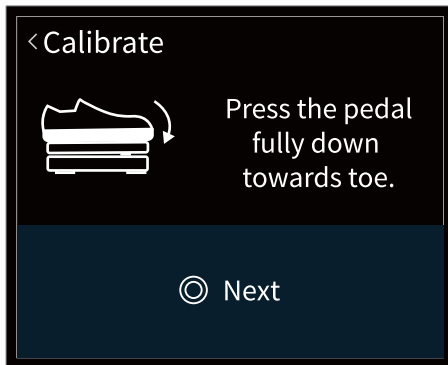 Calibrate
Press the pedal
fully down
towards toe.
Next